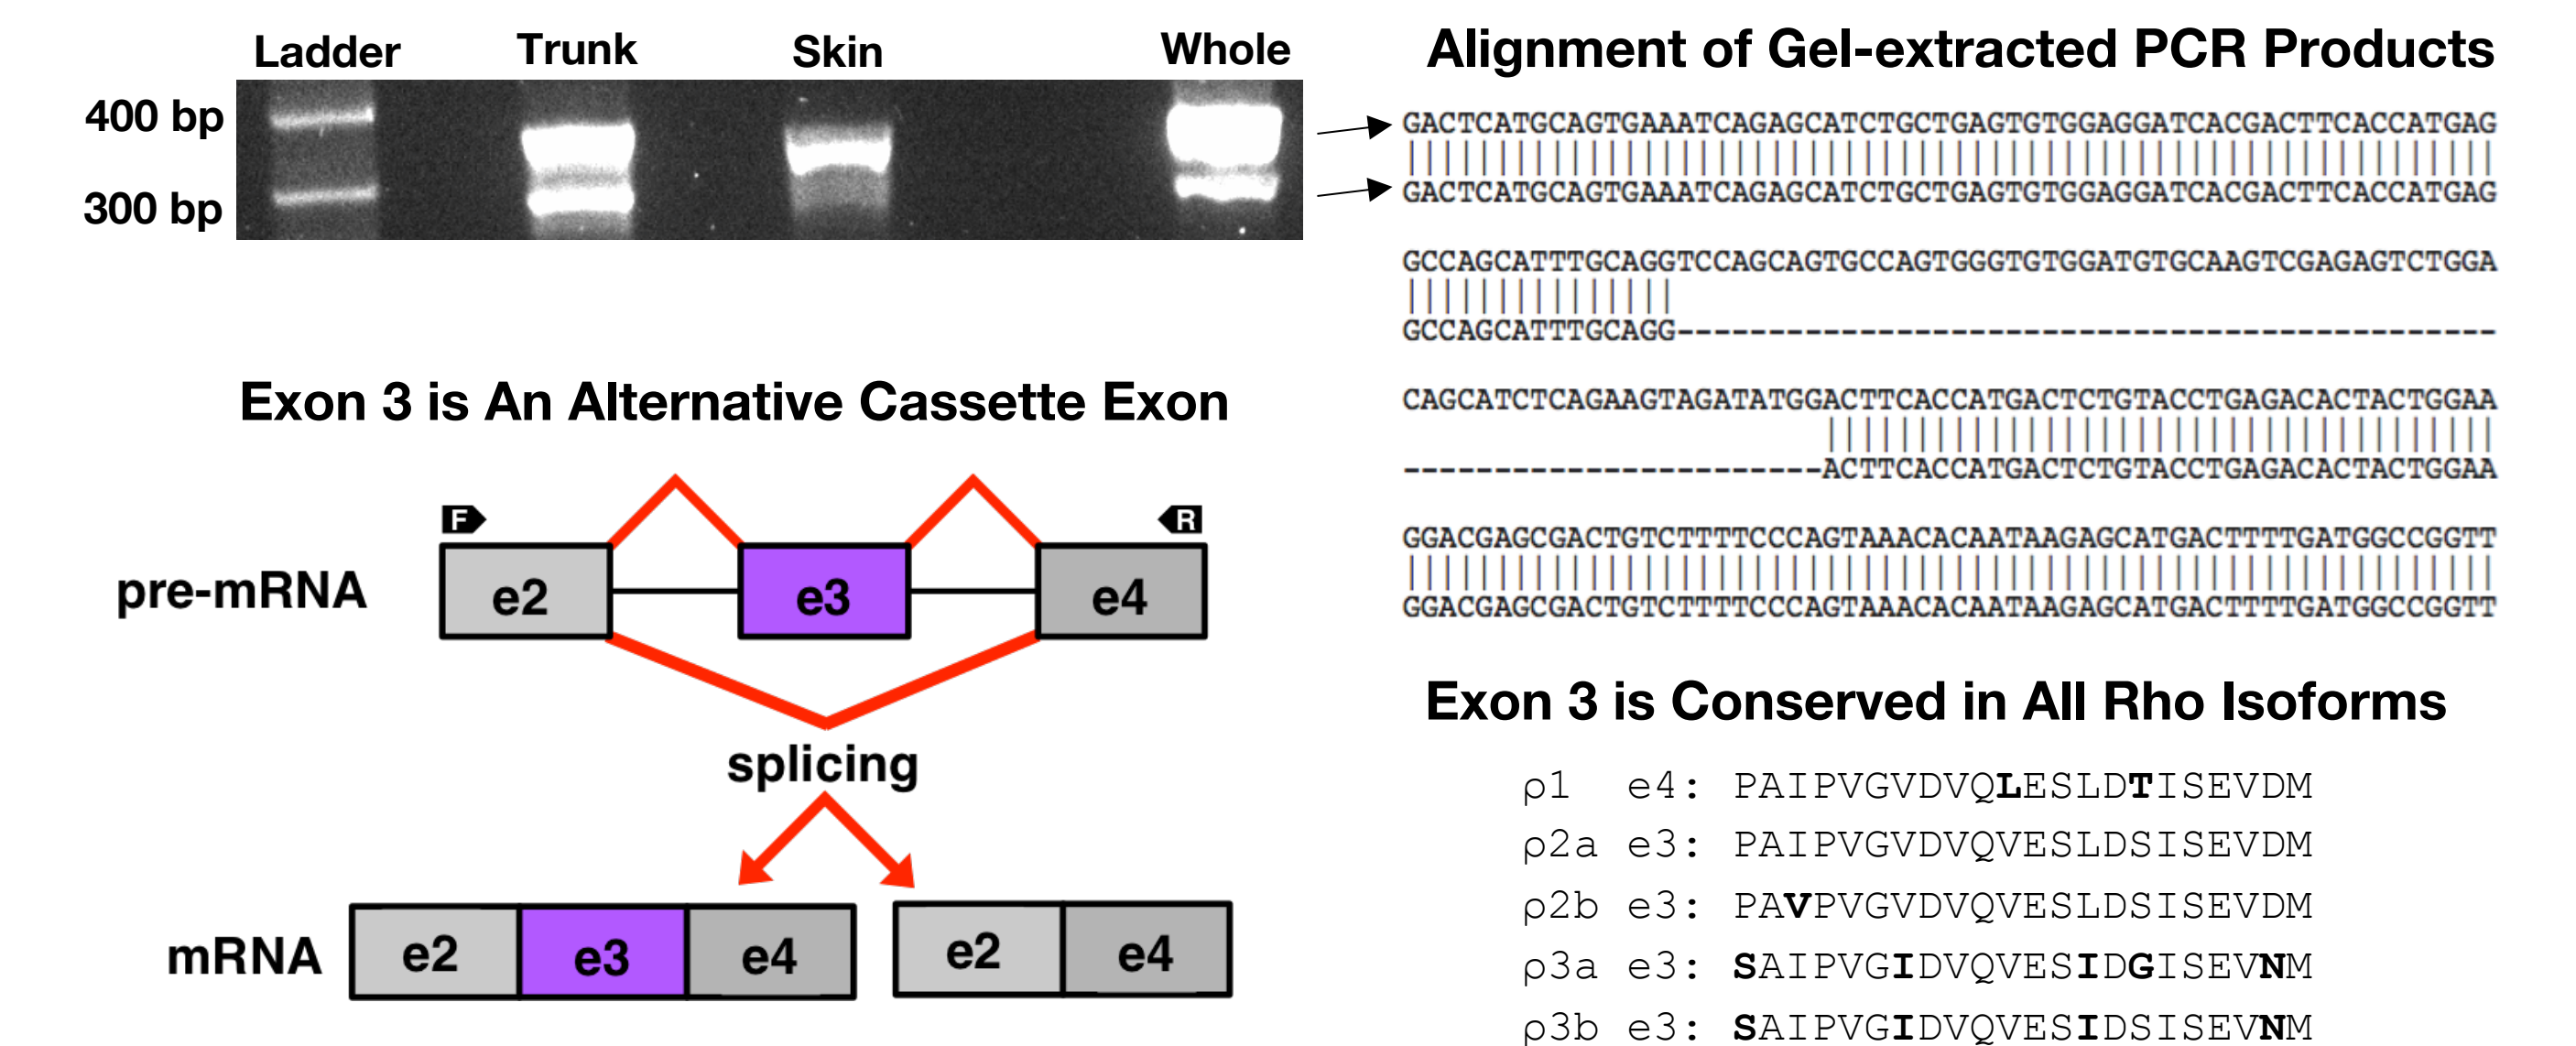 Ladder Trunk Skin Whole
400 bp
300 bp
Alignment of Gel-extracted PCR Products
GACTCATGCAGTGAAATCAGAGCATCTGCTGAGTGTGGAGGATCACGACTTCACCATGAG
GACTCATGCAGTGAAATCAGAGCATCTGCTGAGTGTGGAGGATCACGACTTCACCATGAG
GCCAGCATTTGCAGGTCCAGCAGTGCCAGTGGGTGTGGATGTGCAAGTCGAGAGTCTGGA
GCCAGCATTTGCAGG---------------------------------------------
CAGCATCTCAGAAGTAGATATGGACTTCACCATGACTCTGTACCTGAGACACTACTGGAA
-----------------------ACTTCACCATGACTCTGTACCTGAGACACTACTGGAA
GGACGAGCGACTGTCTTTTCCCAGTAAACACAATAAGAGCATGACTTTTGATGGCCGGTT
GGACGAGCGACTGTCTTTTCCCAGTAAACACAATAAGAGCATGACTTTTGATGGCCGGTT
Exon 3 is An Alternative Cassette Exon
F R
pre-mRNA e2 e3 e4
splicing
mRNA e2 e3 e4 e2 e4
Exon 3 is Conserved in All Rho Isoforms
ρ1 e4: PAIPVGVDVQLESLDTISEVDM
ρ2a e3: PAIPVGVDVQVESLDSISEVDM
ρ2b e3: PAVPVGVDVQVESLDSISEVDM
ρ3a e3: SAIPVGIDVQVESIDGISEVNM
ρ3b e3: SAIPVGIDVQVESIDSISEVNM